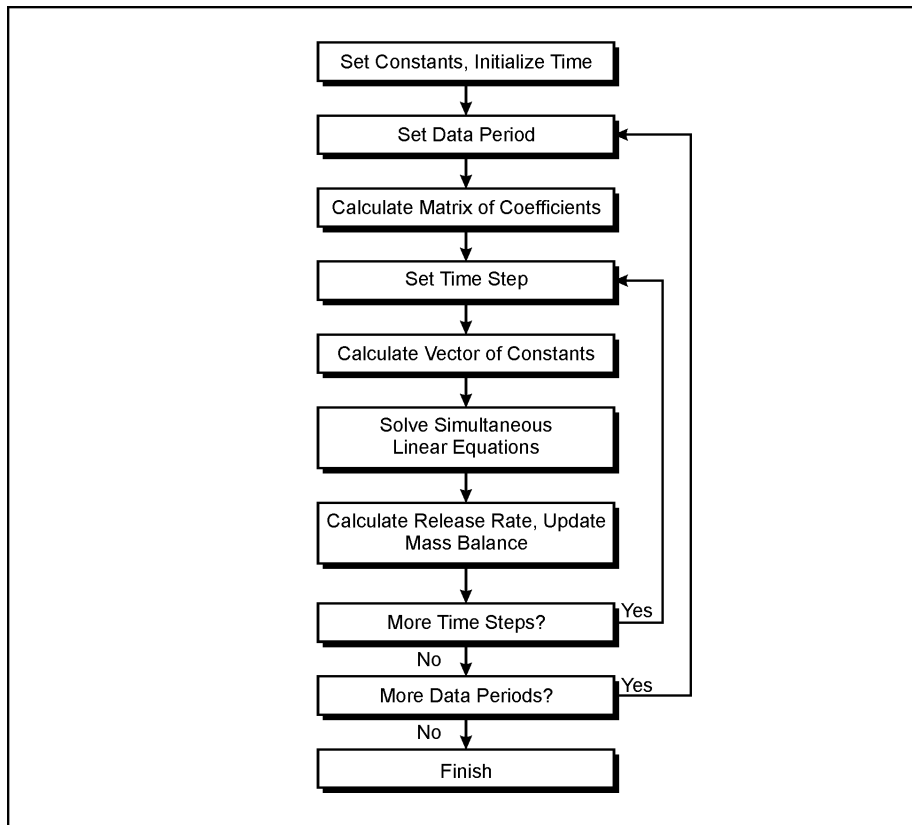 Set Constants, Initialize Time
Set Data Period
Calculate Matrix of Coefficients
Set Time Step
Calculate Vector of Constants
Solve Simultaneous
Linear Equations
Calculate Release Rate, Update
Mass Balance
More Time Steps?
Yes
No
More Data Periods?
Yes
No
Finish